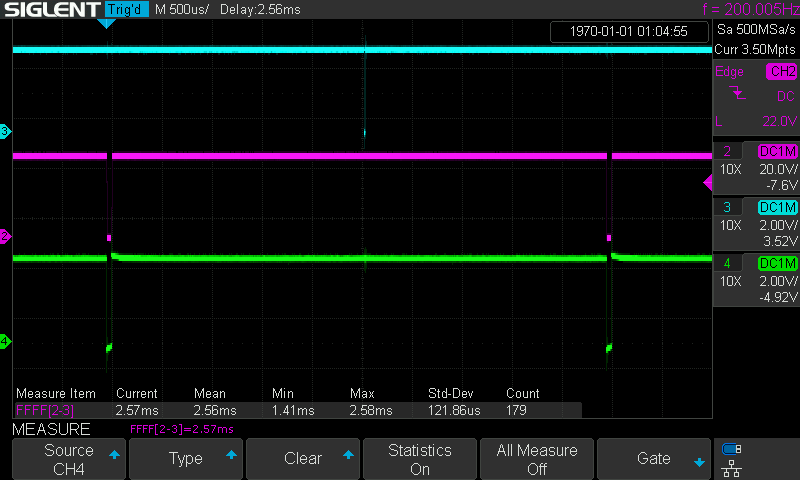 SIGLENT Trig'd M 500us/ Delay:2.56ms f = 200.005Hz
1970-01-01 01:04:55
Sa 500MSa/s
Curr 3.50Mpts
Edge CH2
DC
L 22.0V
2 DC1M
10X 20.0V/
-7.6V
3 DC1M
10X 2.00V/
3.52V
4 DC1M
10X 2.00V/
-4.92V
3
2
4
Measure Item Current Mean Min Max Std-Dev Count
FFFF[2-3] 2.57ms 2.56ms 1.41ms 2.58ms 121.86us 179
MEASURE FFFF[2-3]=2.57ms
Source
CH4
Type
Clear
Statistics
On
All Measure
Off
Gate